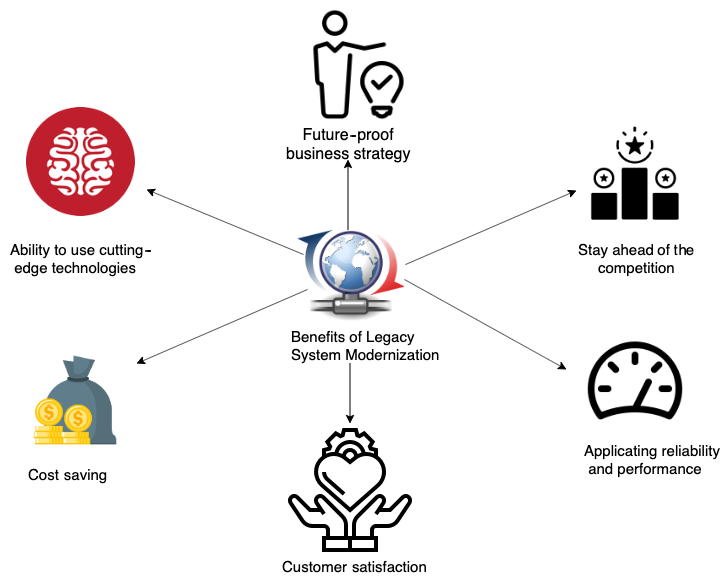 Future-proof
business strategy
Ability to use cutting-
edge technologies
Stay ahead of the
competition
Benefits of Legacy
System Modernization
Cost saving
Applicating reliability
and performance
Customer satisfaction